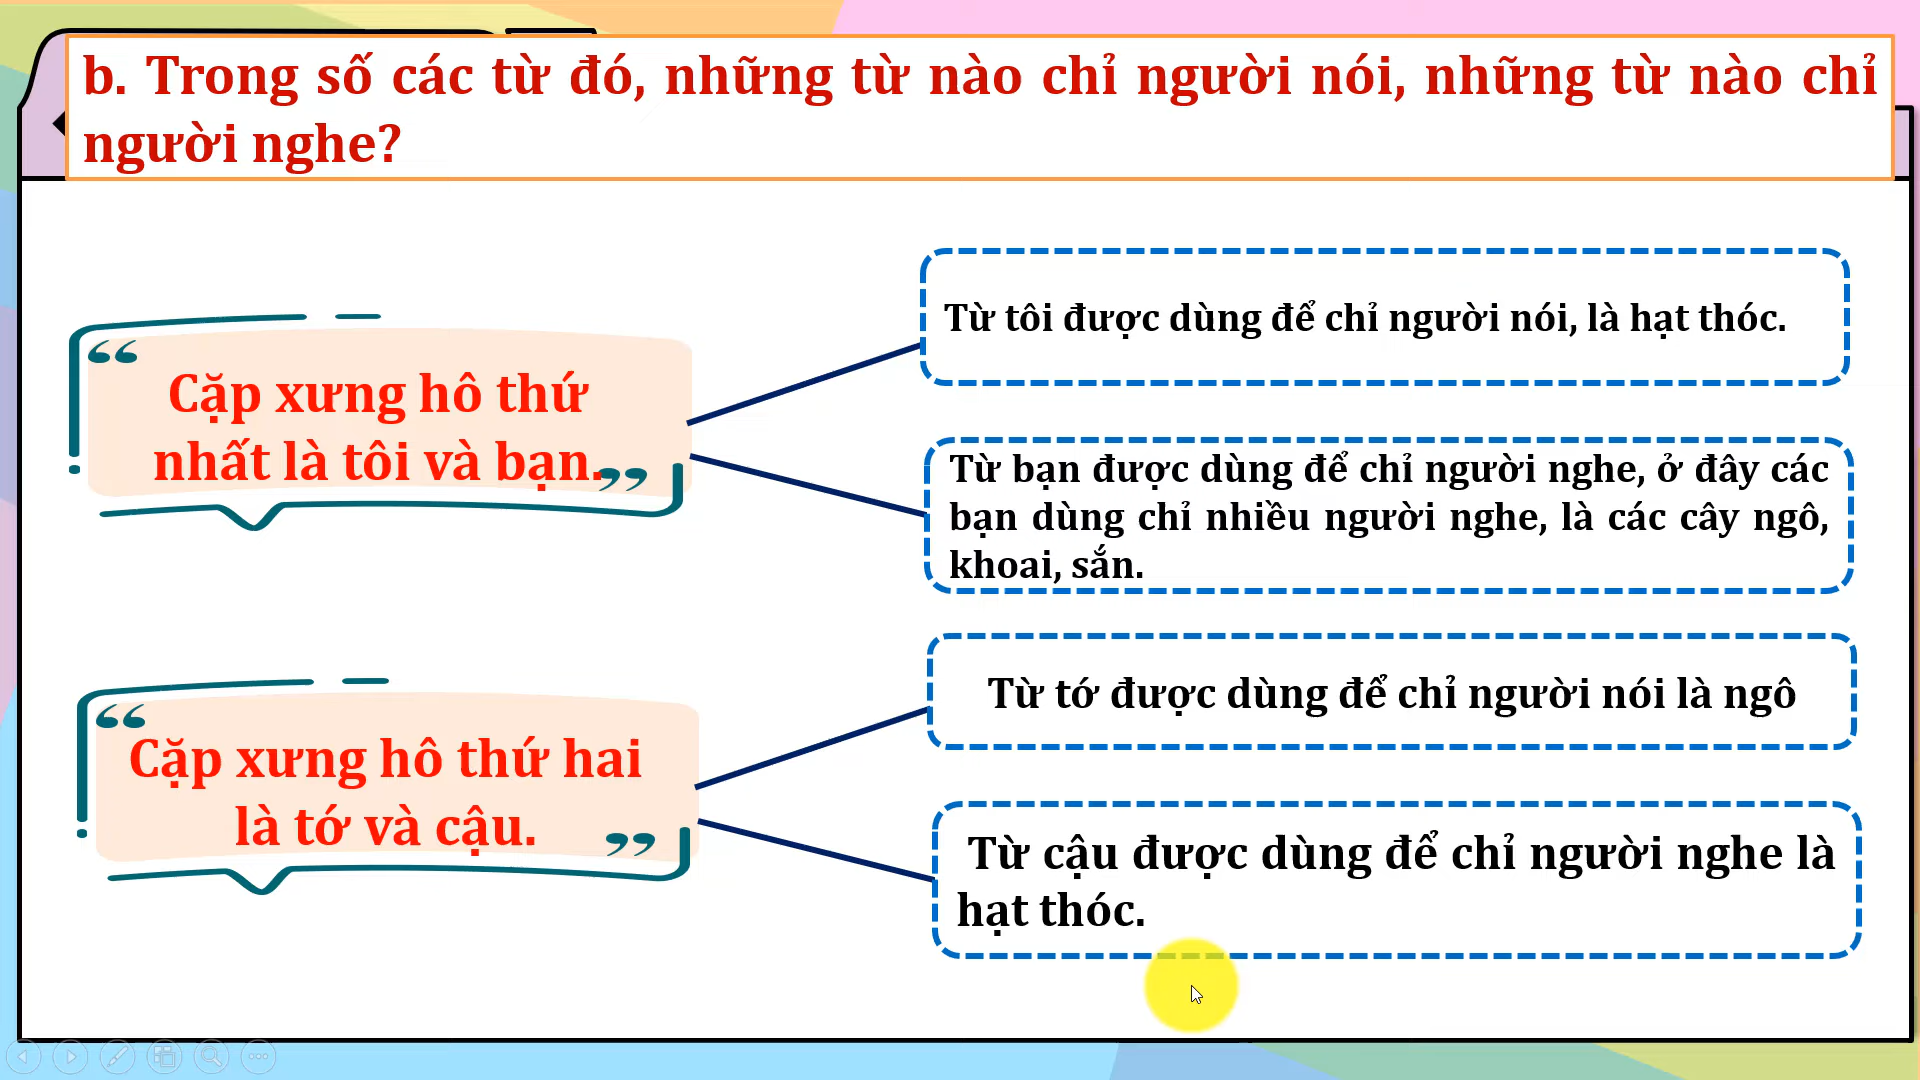 b. Trong số các từ đó, những từ nào chỉ người nói, những từ nào chỉ
người nghe?
Cặp xưng hô thứ
nhất là tôi và bạn.
Từ tôi được dùng để chỉ người nói, là hạt thóc.
Từ bạn được dùng để chỉ người nghe, ở đây các
bạn dùng chỉ nhiều người nghe, là các cây ngô,
khoai, sắn.
Cặp xưng hô thứ hai
là tớ và cậu.
Từ tớ được dùng để chỉ người nói là ngô
Từ cậu được dùng để chỉ người nghe là
hạt thóc.